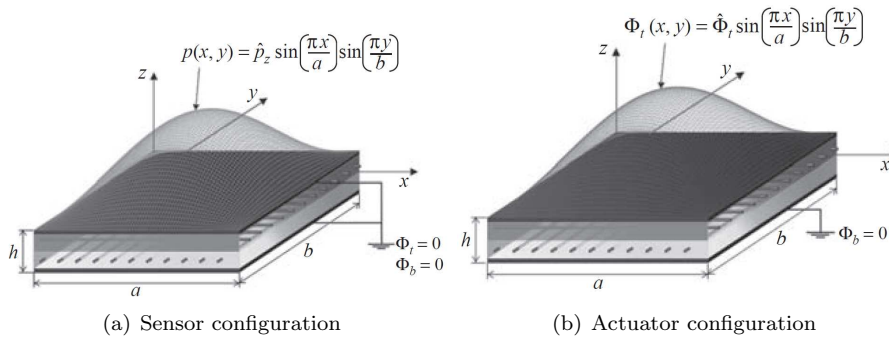 p(x, y) = p̂_z sin(πx/a) sin(πy/b)
z
y
x
h
a
b
Φ_t = 0
Φ_b = 0
(a) Sensor configuration
Φ_t (x, y) = Φ̂_t sin(πx/a) sin(πy/b)
z
y
x
h
a
b
Φ_b = 0
(b) Actuator configuration